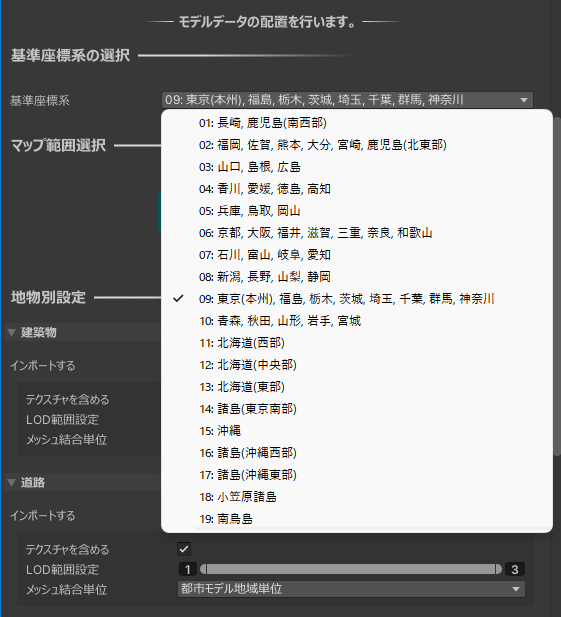 モデルデータの配置を行います。
基準座標系の選択
基準座標系
09: 東京(本州), 福島, 栃木, 茨城, 埼玉, 千葉, 群馬, 神奈川
01: 長崎, 鹿児島(南西部)
マップ範囲選択
02: 福岡, 佐賀, 熊本, 大分, 宮崎, 鹿児島(北東部)
03: 山口, 島根, 広島
04: 香川, 愛媛, 徳島, 高知
05: 兵庫, 鳥取, 岡山
06: 京都, 大阪, 福井, 滋賀, 三重, 奈良, 和歌山
07: 石川, 富山, 岐阜, 愛知
08: 新潟, 長野, 山梨, 静岡
地物別設定
09: 東京(本州), 福島, 栃木, 茨城, 埼玉, 千葉, 群馬, 神奈川
10: 青森, 秋田, 山形, 岩手, 宮城
建築物
11: 北海道(西部)
インポートする
12: 北海道(中央部)
13: 北海道(東部)
テクスチャを含める
14: 諸島(東京南部)
LOD範囲設定
15: 沖縄
メッシュ結合単位
16: 諸島(沖縄西部)
17: 諸島(沖縄東部)
道路
18: 小笠原諸島
インポートする
19: 南鳥島
テクスチャを含める
LOD範囲設定 1 3
メッシュ結合単位 都市モデル地域単位